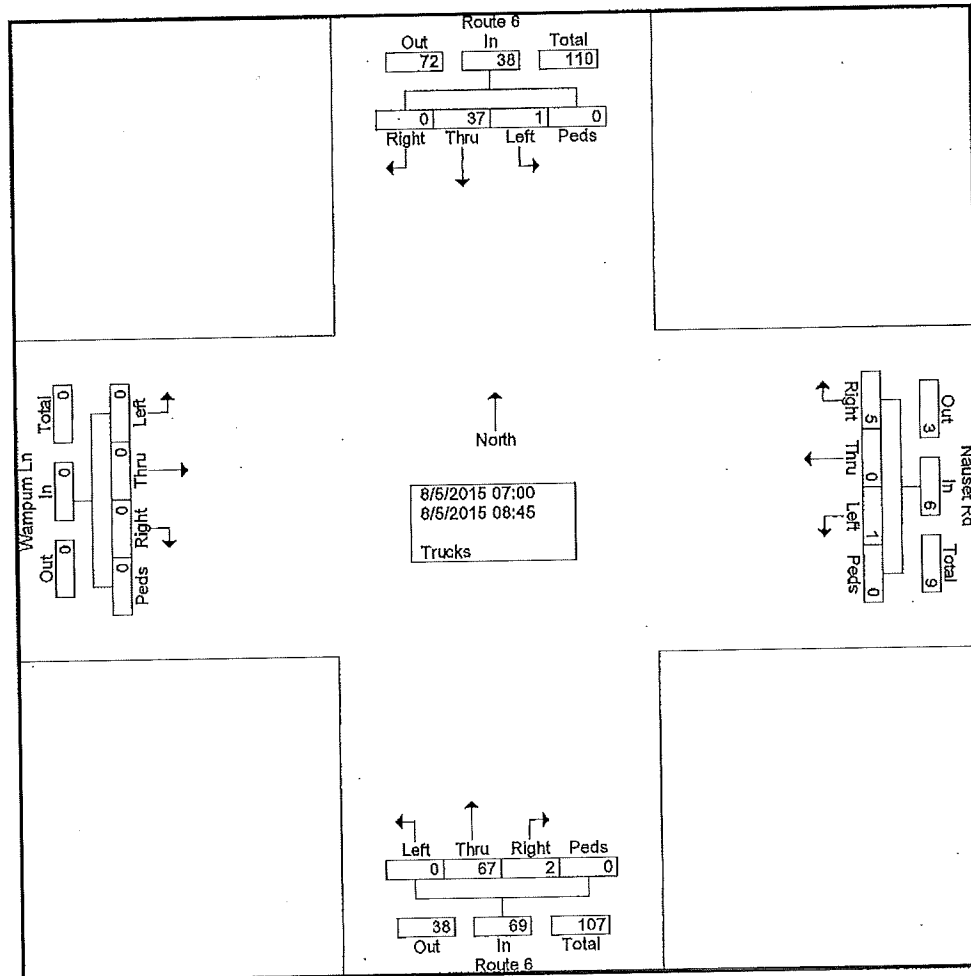 Route 6
Out In Total
72 38 110
0 37 1 0
Right Thru Left Peds
Wampum Ln
Total In Out
0 0 0
0 0 0 0
Left Thru Right Peds
North
8/5/2015 07:00
8/5/2015 08:45
Trucks
Right Thru Left Peds
5 0 1 0
3 6 9
Out In Total
Nauset Rd
Left Thru Right Peds
0 67 2 0
38 69 107
Out In Total
Route 6